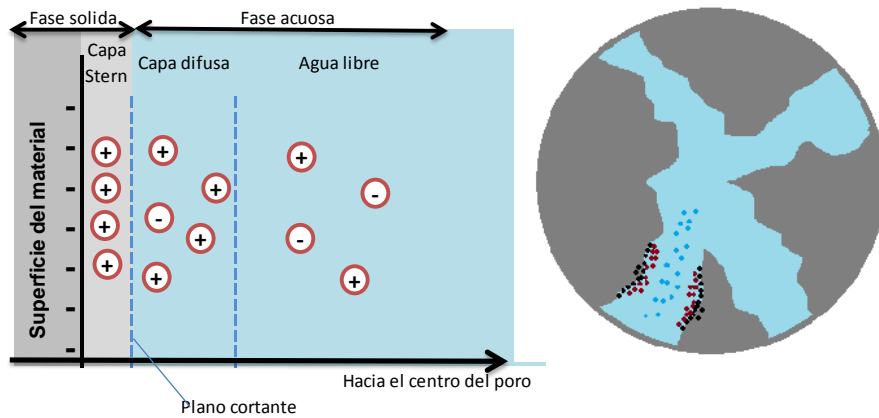 Fase solida
Fase acuosa
Capa
Stern
Capa difusa
Agua libre
Superficie del material
-
-
-
-
-
-
-
+
+
+
+
+
+
-
+
+
+
-
-
+
Hacia el centro del poro
Plano cortante